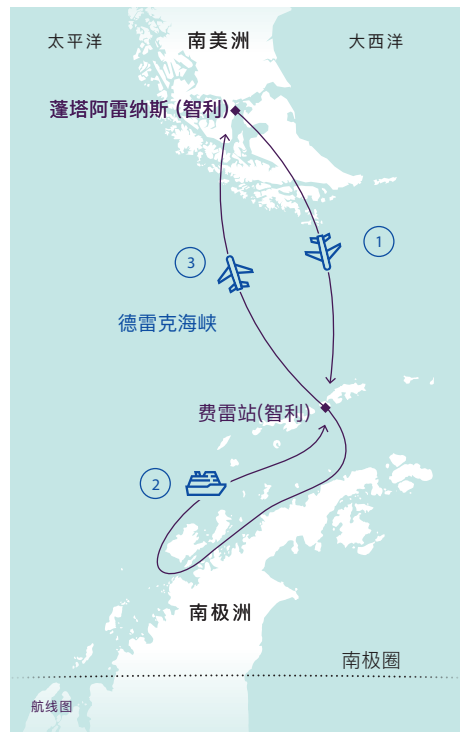 太平洋
南美洲
大西洋
蓬塔阿雷纳斯 (智利)
1
3
德雷克海峡
费雷站(智利)
2
南极洲
南极圈
航线图